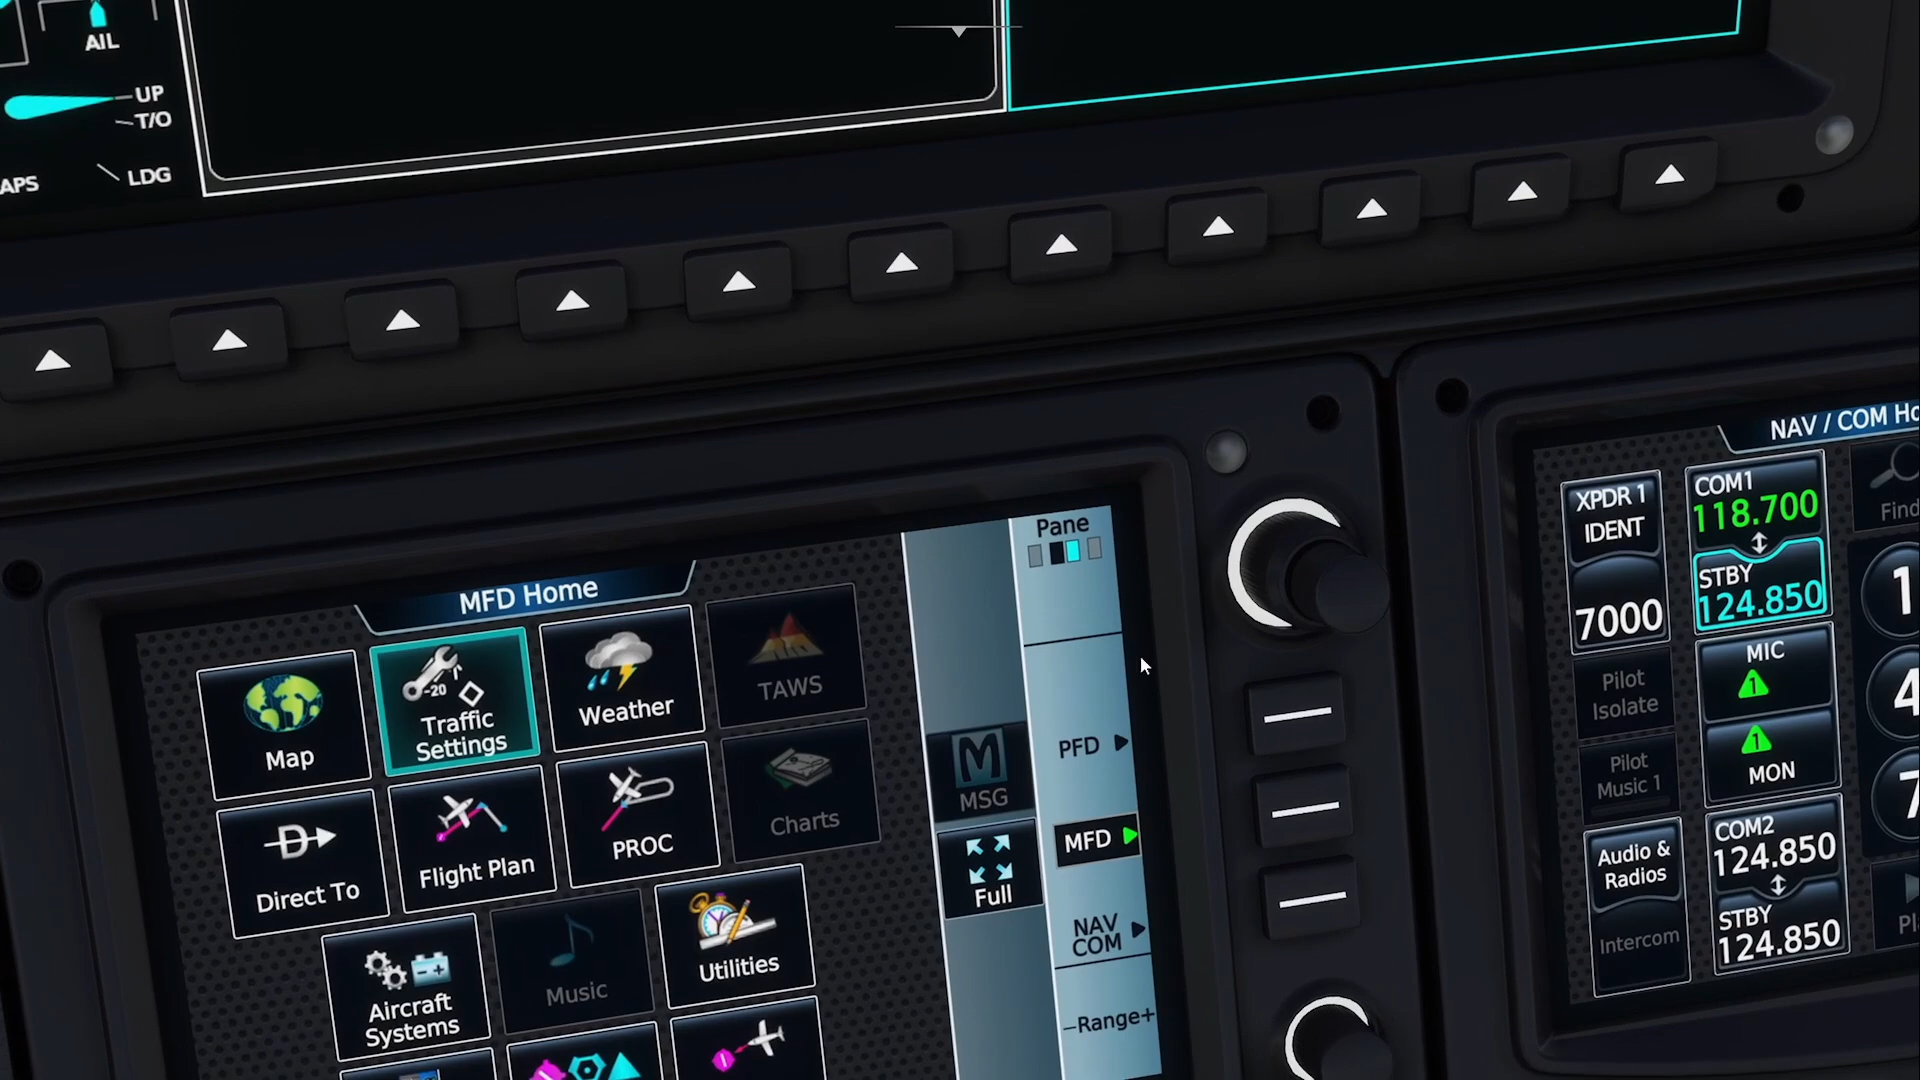 AIL
UP
T/O
LDG
APS
MFD Home
Map
-20
Traffic
Settings
Weather
TAWS
Direct To
Flight Plan
PROC
Charts
Aircraft
Systems
Music
Utilities
MSG
Full
Pane
PFD
MFD
NAV
COM
–Range+
NAV / COM Ho
XPDR 1
IDENT
7000
Pilot
Isolate
Pilot
Music 1
Audio &
Radios
Intercom
COM1
118.700
STBY
124.850
MIC
1
1
MON
COM2
124.850
STBY
124.850
Find
1
4
7
Pl